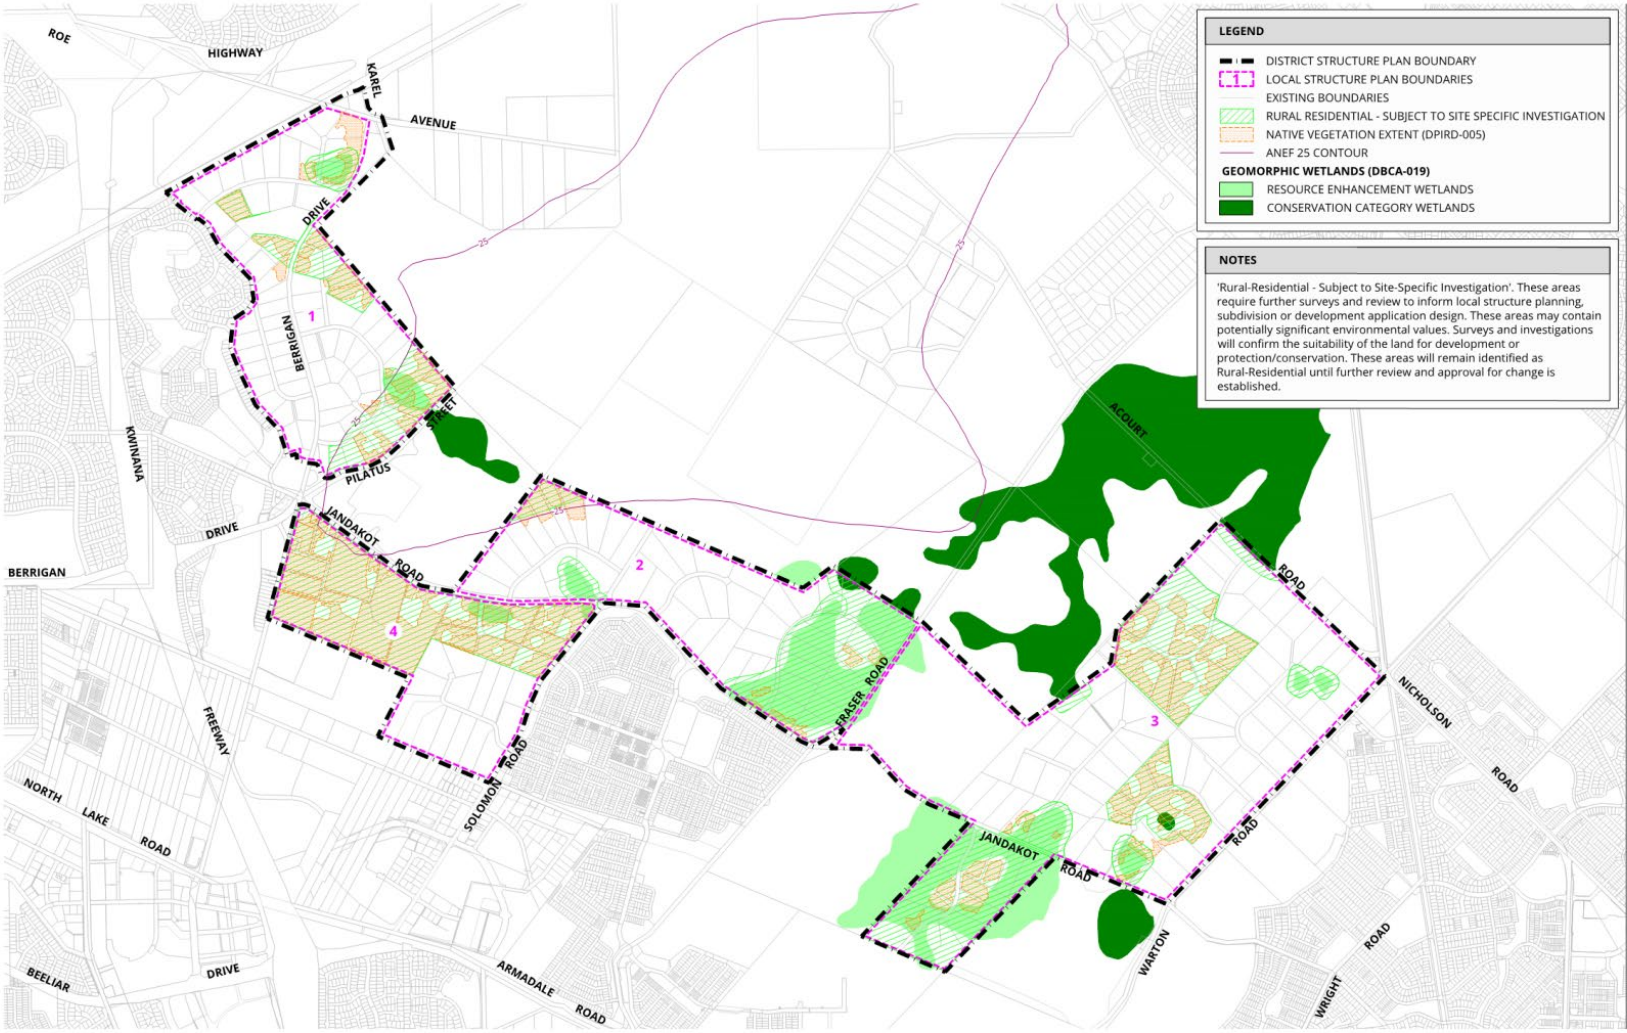 ROE
HIGHWAY
KAREL
AVENUE
DRIVE
25
25
1
BERRIGAN
25
STREET
PILATUS
KWINANA
DRIVE
JANDAKOT
ROAD
BERRIGAN
25
2
4
ACOURT
ROAD
FRASER ROAD
3
NICHOLSON
ROAD
FREEWAY
SOLOMON ROAD
NORTH LAKE ROAD
JANDAKOT
ROAD
ROAD
WARTON
BEELIAR
DRIVE
ARMADALE
ROAD
WRIGHT
ROAD
LEGEND
DISTRICT STRUCTURE PLAN BOUNDARY
1 LOCAL STRUCTURE PLAN BOUNDARIES
EXISTING BOUNDARIES
RURAL RESIDENTIAL - SUBJECT TO SITE SPECIFIC INVESTIGATION
NATIVE VEGETATION EXTENT (DPIRD-005)
ANEF 25 CONTOUR
GEOMORPHIC WETLANDS (DBCA-019)
RESOURCE ENHANCEMENT WETLANDS
CONSERVATION CATEGORY WETLANDS
NOTES
'Rural-Residential - Subject to Site-Specific Investigation'. These areas
require further surveys and review to inform local structure planning,
subdivision or development application design. These areas may contain
potentially significant environmental values. Surveys and investigations
will confirm the suitability of the land for development or
protection/conservation. These areas will remain identified as
Rural-Residential until further review and approval for change is
established.